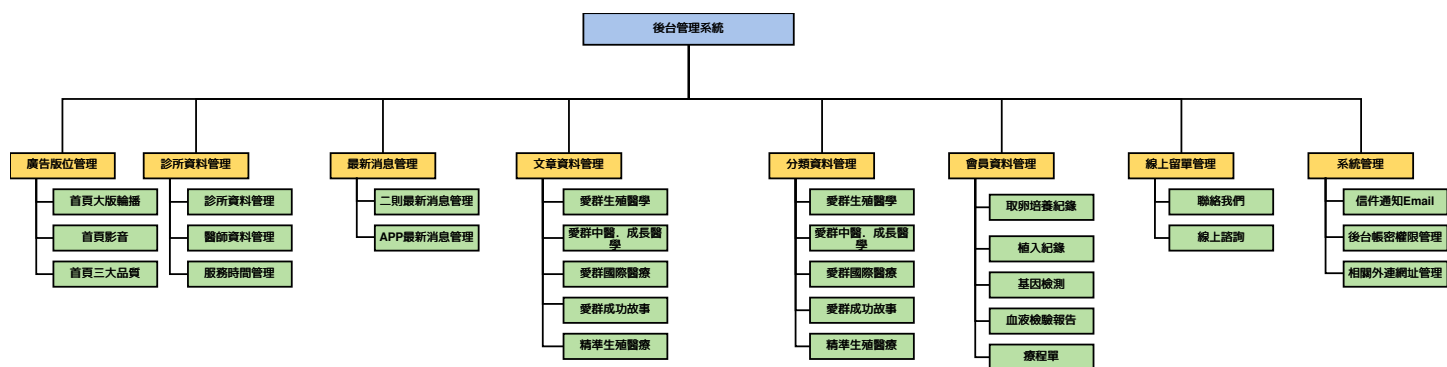 後台管理系統
廣告版位管理
首頁大版輪播
首頁影音
首頁三大品質
診所資料管理
診所資料管理
醫師資料管理
服務時間管理
最新消息管理
二則最新消息管理
APP最新消息管理
文章資料管理
愛群生殖醫學
愛群中醫．成長醫
學
愛群國際醫療
愛群成功故事
精準生殖醫療
分類資料管理
愛群生殖醫學
愛群中醫．成長醫
學
愛群國際醫療
愛群成功故事
精準生殖醫療
會員資料管理
取卵培養紀錄
植入紀錄
基因檢測
血液檢驗報告
療程單
線上留單管理
聯絡我們
線上諮詢
系統管理
信件通知Email
後台帳密權限管理
相關外連網址管理